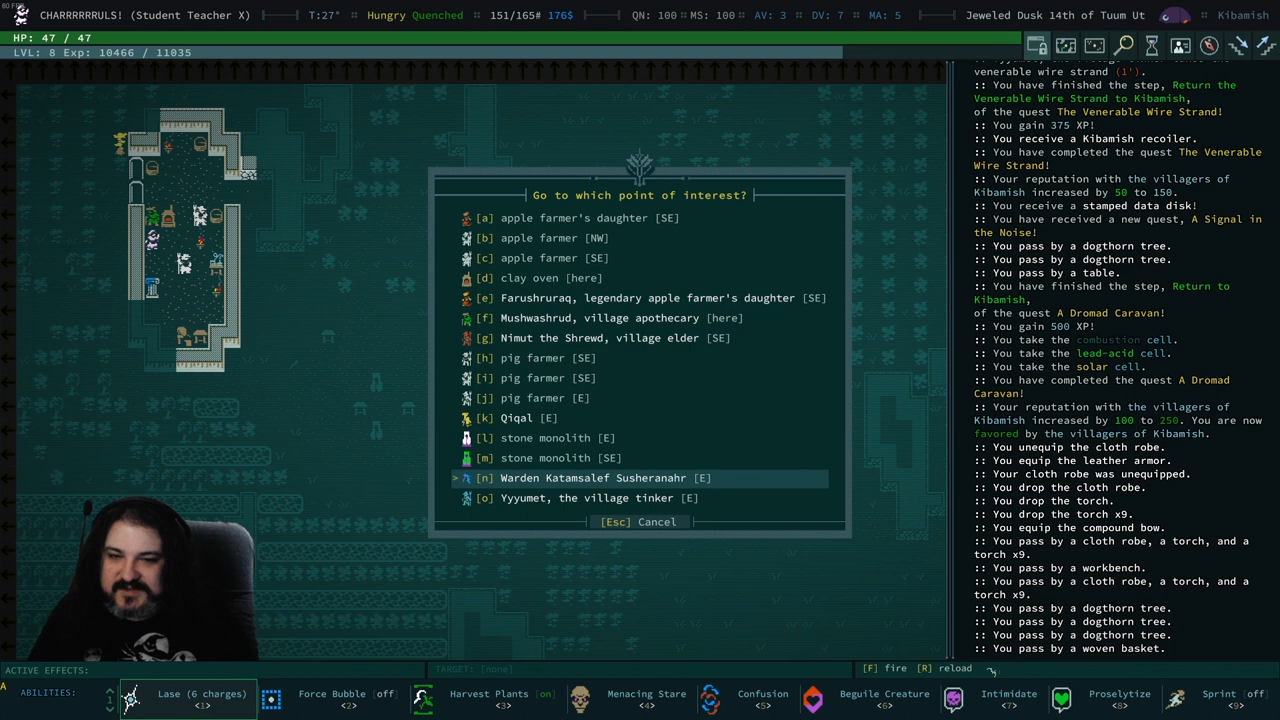 60 FPS
CHARRRRRRULS! (Student Teacher X)
T:27° Hungry Quenched 151/165# 176$ QN: 100 MS: 100 AV: 3 DV: 7 MA: 5 Jeweled Dusk 14th of Tuum Ut Kibamish
HP: 47 / 47
LVL: 8 Exp: 10466 / 11035
venerable wire strand (1').
:: You have finished the step, Return the
Venerable Wire Strand to Kibamish,
of the quest The Venerable Wire Strand!
:: You gain 375 XP!
:: You receive a Kibamish recoiler.
:: You have completed the quest The Venerable
Wire Strand!
:: Your reputation with the villagers of
Kibamish increased by 50 to 150.
:: You receive a stamped data disk!
:: You have received a new quest, A Signal in
the Noise!
:: You pass by a dogthorn tree.
:: You pass by a dogthorn tree.
:: You pass by a table.
:: You have finished the step, Return to
Kibamish,
of the quest A Dromad Caravan!
:: You gain 500 XP!
:: You take the combustion cell.
:: You take the lead-acid cell.
:: You take the solar cell.
:: You have completed the quest A Dromad
Caravan!
:: Your reputation with the villagers of
Kibamish increased by 100 to 250. You are now
favored by the villagers of Kibamish.
:: You unequip the cloth robe.
:: You equip the leather armor.
:: Your cloth robe was unequipped.
:: You drop the cloth robe.
:: You drop the torch.
:: You drop the torch x9.
:: You equip the compound bow.
:: You pass by a cloth robe, a torch, and a
torch x9.
:: You pass by a workbench.
:: You pass by a cloth robe, a torch, and a
torch x9.
:: You pass by a dogthorn tree.
:: You pass by a dogthorn tree.
:: You pass by a dogthorn tree.
:: You pass by a woven basket.
Go to which point of interest?
[a] apple farmer's daughter [SE]
[b] apple farmer [NW]
[c] apple farmer [SE]
[d] clay oven [here]
[e] Farushruraq, legendary apple farmer's daughter [SE]
[f] Mushwashrud, village apothecary [here]
[g] Nimut the Shrewd, village elder [SE]
[h] pig farmer [SE]
[i] pig farmer [SE]
[j] pig farmer [E]
[k] Qiqal [E]
[l] stone monolith [E]
[m] stone monolith [SE]
> [n] Warden Katamsalef Susheranahr [E]
[o] Yyyumet, the village tinker [E]
[Esc] Cancel
ACTIVE EFFECTS:
TARGET: [none]
[F] fire [R] reload
A
ABILITIES:
1
Lase (6 charges)
<1>
Force Bubble [off]
<2>
Harvest Plants [on]
<3>
Menacing Stare
<4>
Confusion
<5>
Beguile Creature
<6>
Intimidate
<7>
Proselytize
<8>
Sprint [off]
<9>